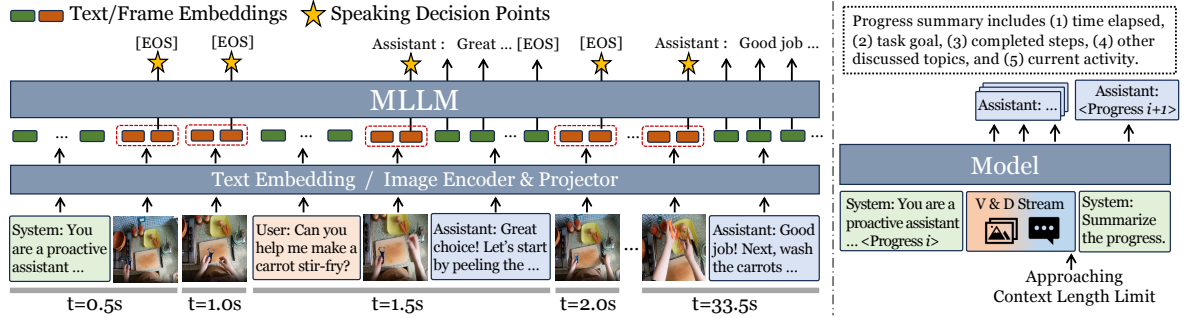 Text/Frame Embeddings
Speaking Decision Points
[EOS]
[EOS]
Assistant :
Great ...
[EOS]
[EOS]
Assistant :
Good job ...
MLLM
...
...
...
...
...
...
Text Embedding / Image Encoder & Projector
System: You
are a proactive
assistant ...
User: Can you
help me make a
carrot stir-fry?
Assistant: Great
choice! Let's start
by peeling the ...
...
Assistant: Good
job! Next, wash
the carrots ...
t=0.5s
t=1.0s
t=1.5s
t=2.0s
t=33.5s
Progress summary includes (1) time elapsed,
(2) task goal, (3) completed steps, (4) other
discussed topics, and (5) current activity.
Assistant: ...
Assistant:
<Progress i+1>
Model
System: You are a
proactive assistant
... <Progress i>
V & D Stream
System:
Summarize
the progress.
Approaching
Context Length Limit